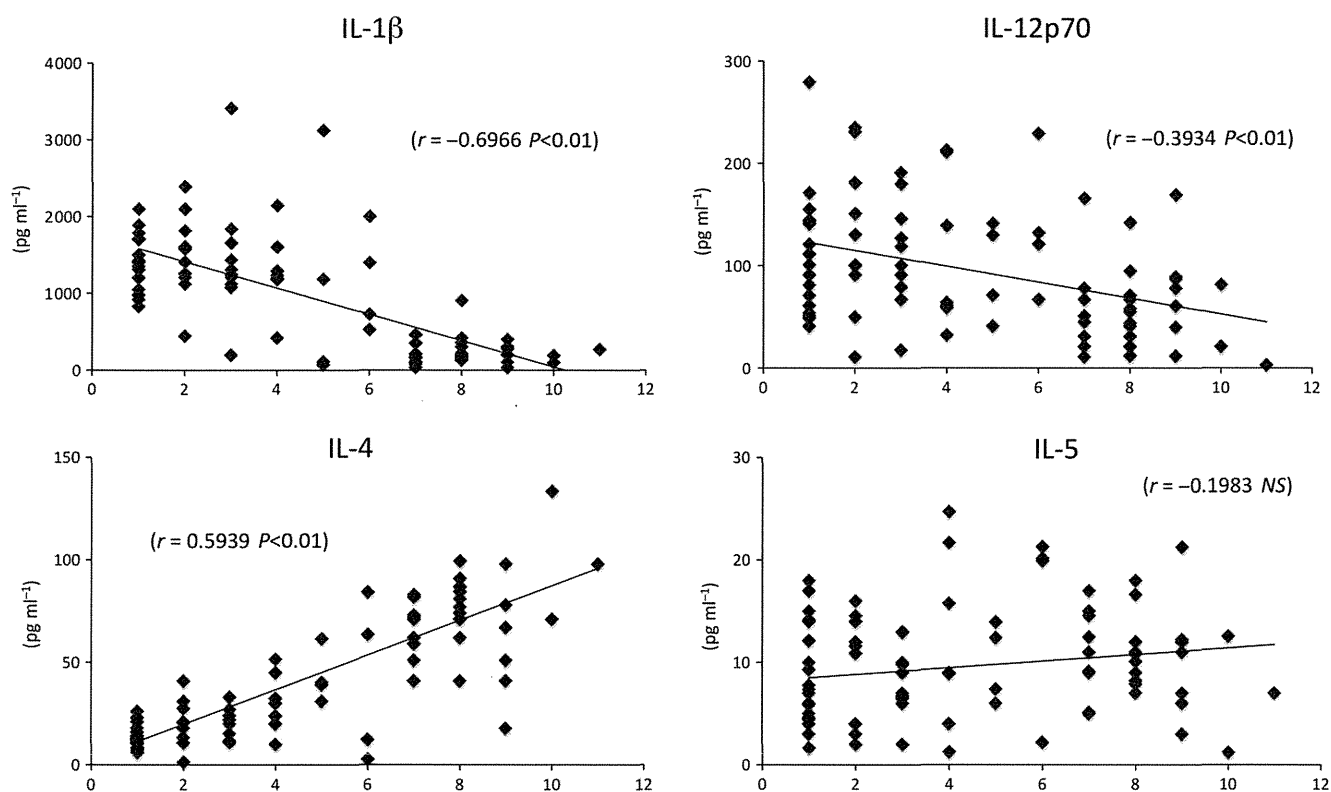 IL-1β
(pg ml⁻¹)
4000
3000
2000
1000
0
(r = –0.6966 P<0.01)
0 2 4 6 8 10 12
IL-12p70
(pg ml⁻¹)
300
200
100
0
(r = –0.3934 P<0.01)
0 2 4 6 8 10 12
IL-4
(pg ml⁻¹)
150
100
50
0
(r = 0.5939 P<0.01)
0 2 4 6 8 10 12
IL-5
(pg ml⁻¹)
30
20
10
0
(r = –0.1983 NS)
0 2 4 6 8 10 12